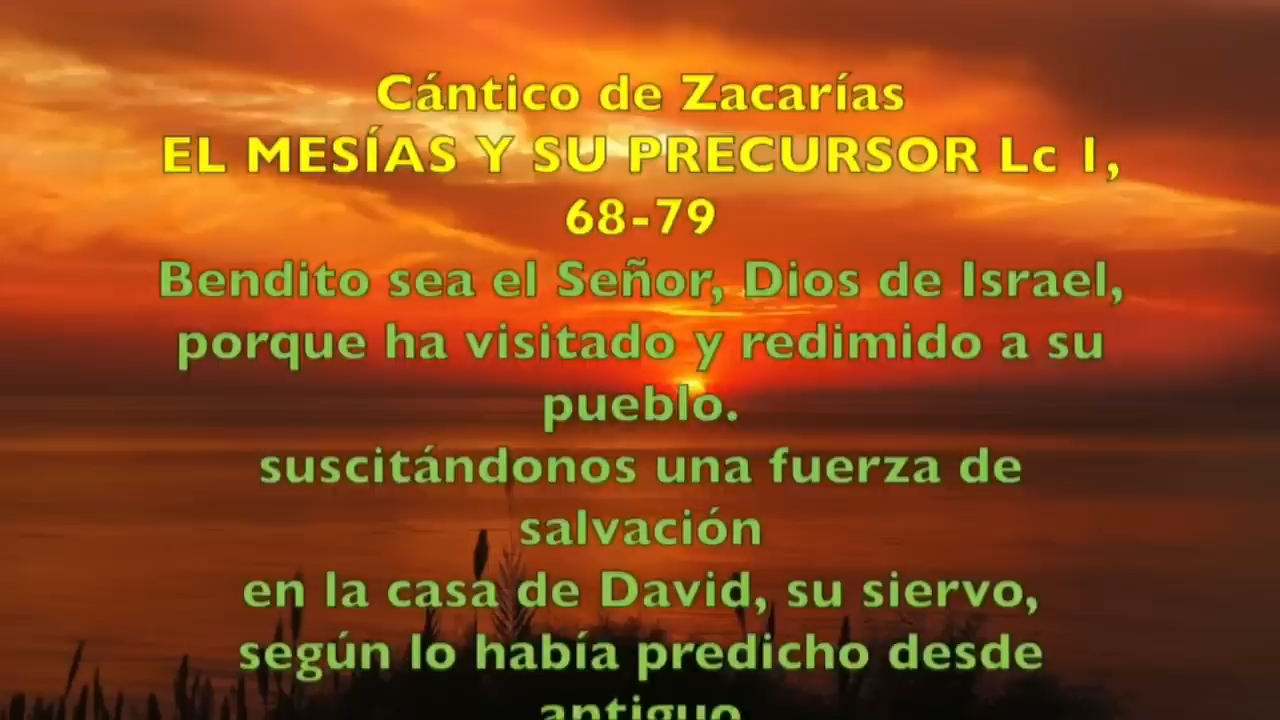 Cántico de Zacarías
EL MESÍAS Y SU PRECURSOR Lc 1,
68-79
Bendito sea el Señor, Dios de Israel,
porque ha visitado y redimido a su
pueblo.
suscitándonos una fuerza de
salvación
en la casa de David, su siervo,
según lo había predicho desde
antiguo